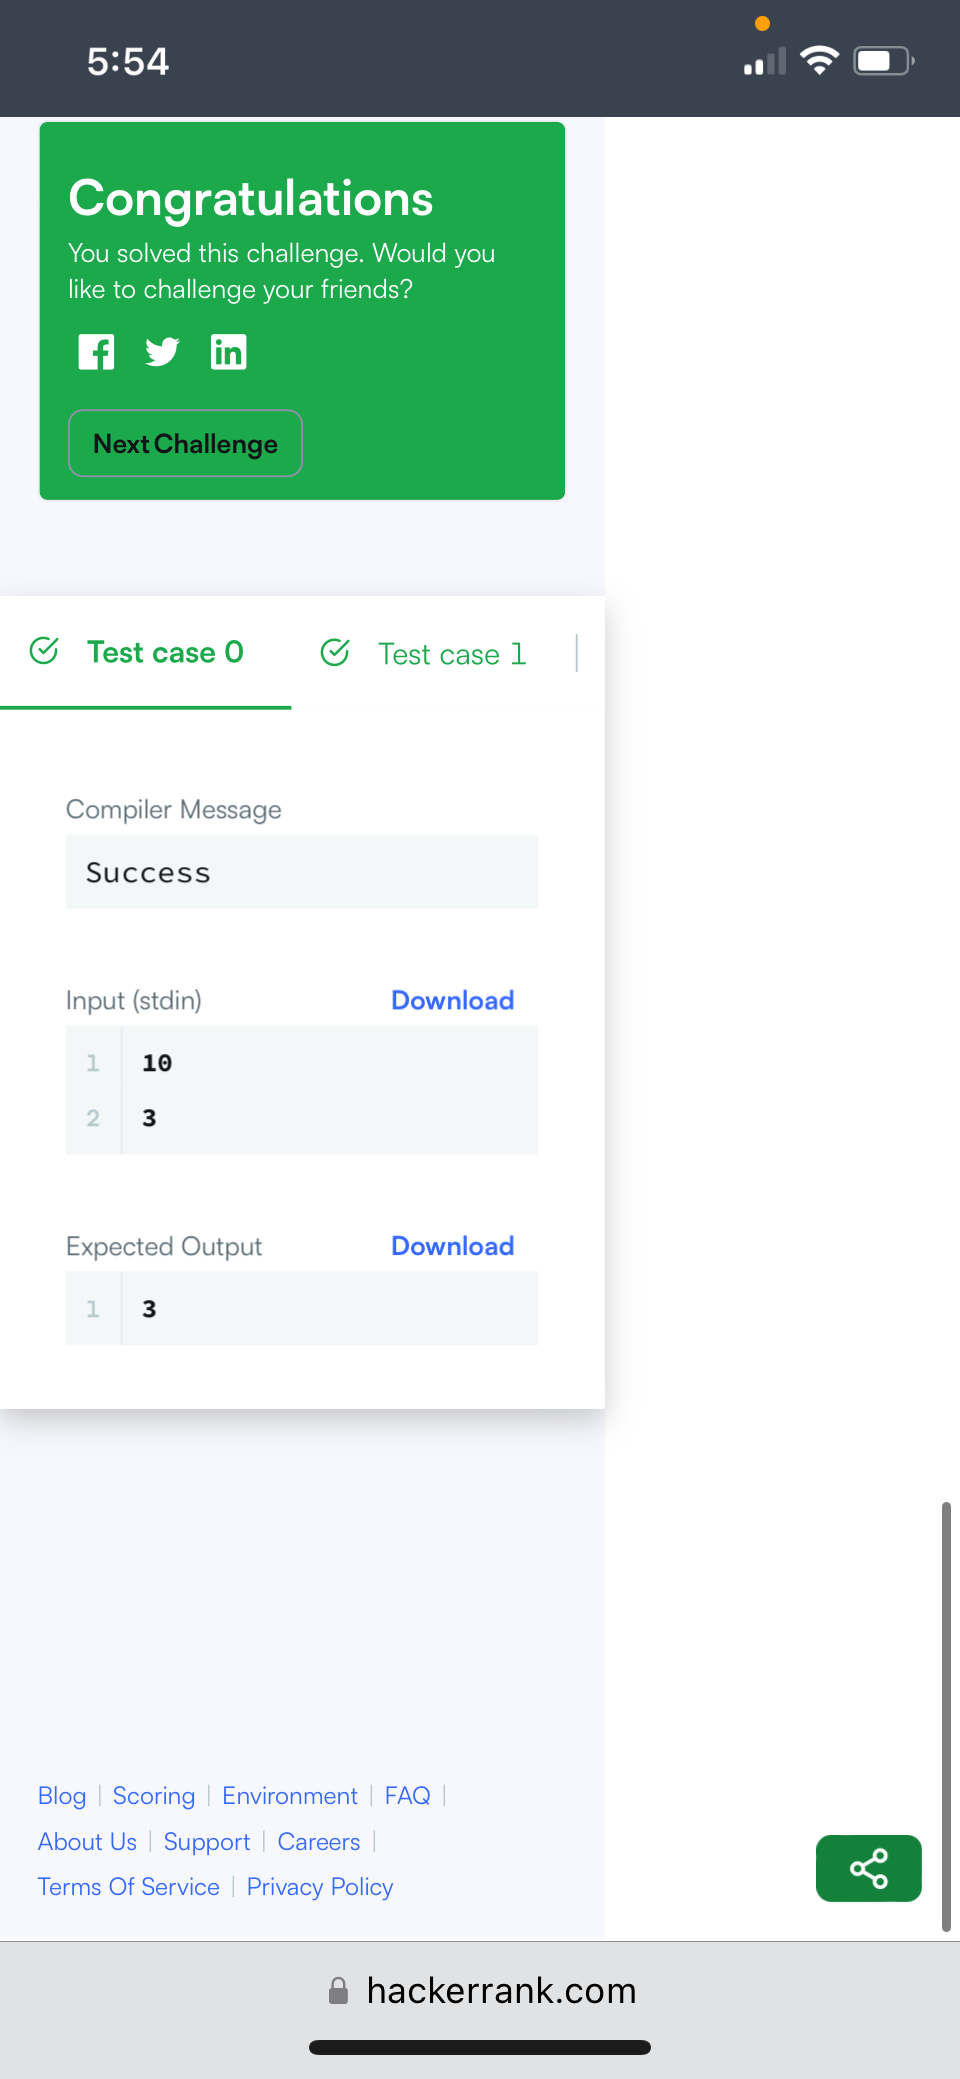 5:54
Congratulations
You solved this challenge. Would you
like to challenge your friends?
Next Challenge
Test case 0
Test case 1
Compiler Message
Success
Input (stdin)
Download
1 10
2 3
Expected Output
Download
1 3
Blog | Scoring | Environment | FAQ |
About Us | Support | Careers |
Terms Of Service | Privacy Policy
hackerrank.com